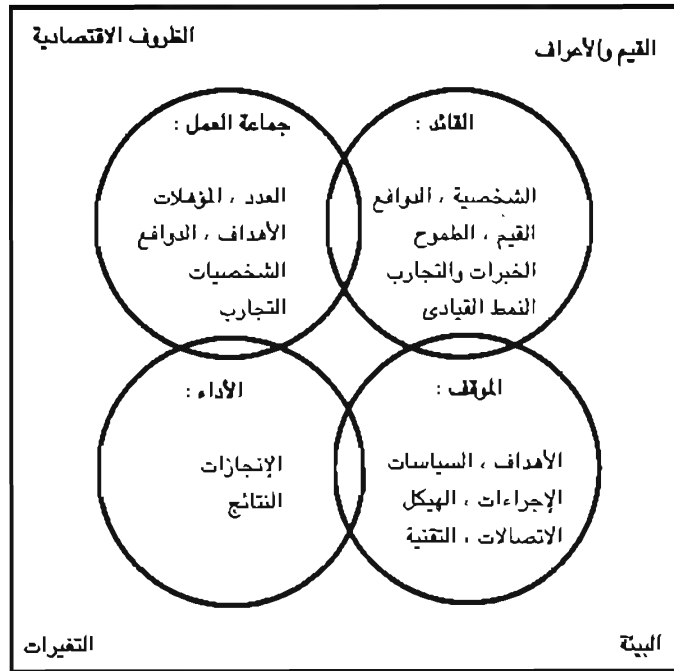 القيم والأعراف
الظروف الاقتصادية
القائد :
الشخصية ، الدوافع
القيم ، الطموح
الخبرات والتجارب
النمط القيادى
جماعة العمل :
العدد ، المؤهلات
الأهداف ، الدوافع
الشخصيات
التجارب
الموقف :
الأهداف ، السياسات
الإجراءات ، الهيكل
الاتصالات ، التقنية
الأداء :
الإنجازات
النتائج
البيئة
التغيرات